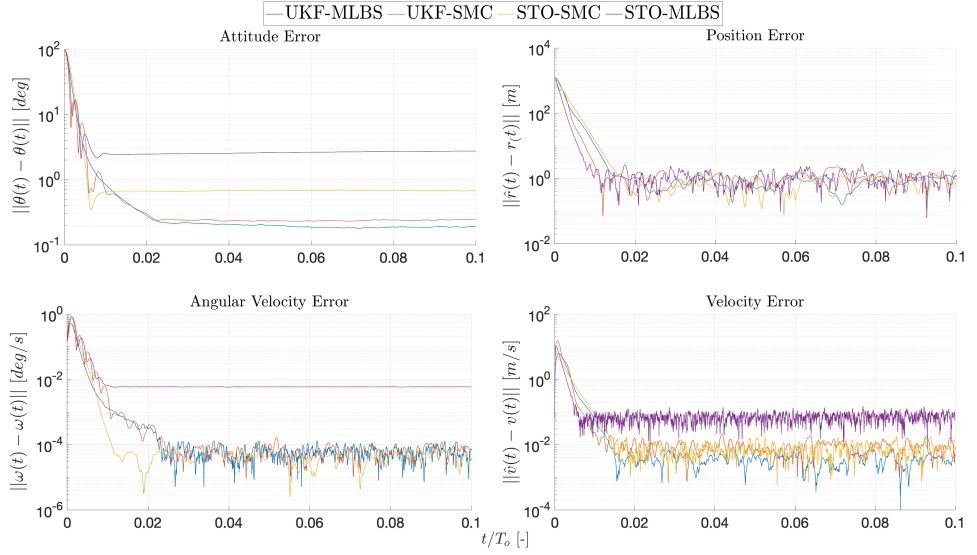 UKF-MLBS UKF-SMC STO-SMC STO-MLBS
Attitude Error
||θ(t) − θ(t)|| [deg]
10^2
10^1
10^0
10^-1
0 0.02 0.04 0.06 0.08 0.1
Position Error
||r̂(t) − r_(t)|| [m]
10^4
10^2
10^0
10^-2
0 0.02 0.04 0.06 0.08 0.1
Angular Velocity Error
||ω(t) − ω(t)|| [deg/s]
10^0
10^-2
10^-4
10^-6
0 0.02 0.04 0.06 0.08 0.1
Velocity Error
||v̂(t) − v(t)|| [m/s]
10^2
10^0
10^-2
10^-4
0 0.02 0.04 0.06 0.08 0.1
t/T_o [-]